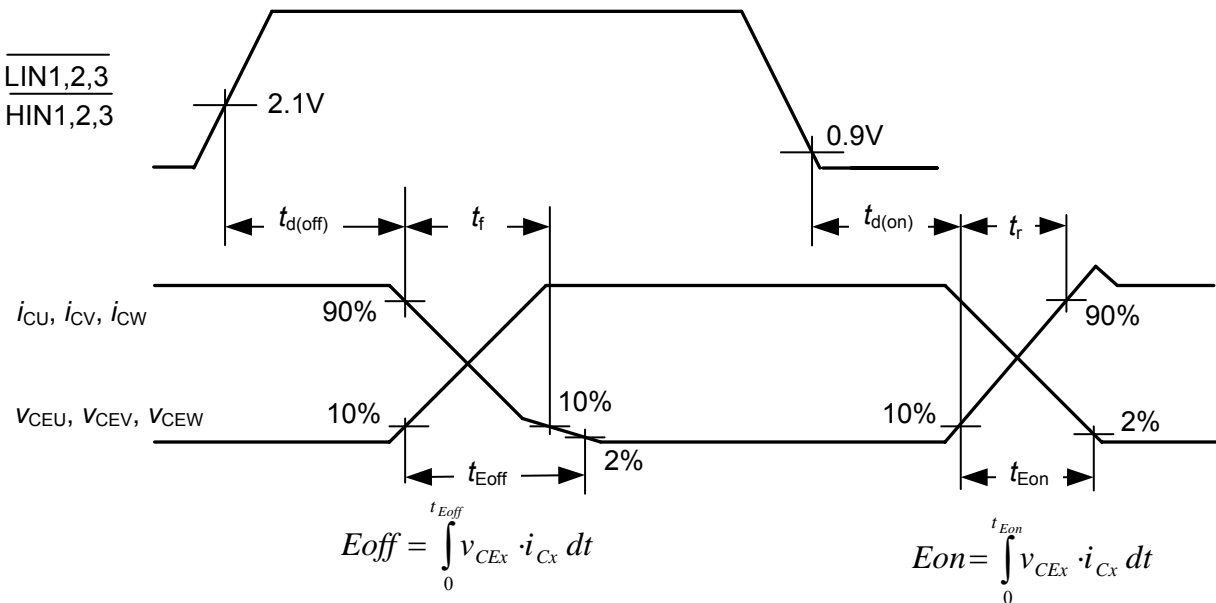 LIN1,2,3
HIN1,2,3
2.1V
0.9V
td(off)
tf
td(on)
tr
iCU, iCV, iCW
90%
90%
vCEU, vCEV, vCEW
10%
10%
2%
10%
2%
tEoff
tEon
Eoff = ∫0tEoff vCEx · iCx dt
Eon = ∫0tEon vCEx · iCx dt